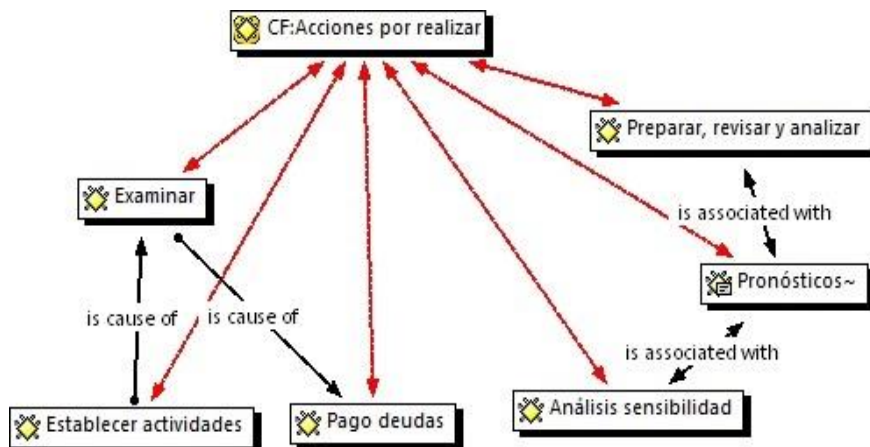 CF:Acciones por realizar
Preparar, revisar y analizar
Examinar
is associated with
Pronósticos~
is cause of
is cause of
is associated with
Establecer actividades
Pago deudas
Análisis sensibilidad